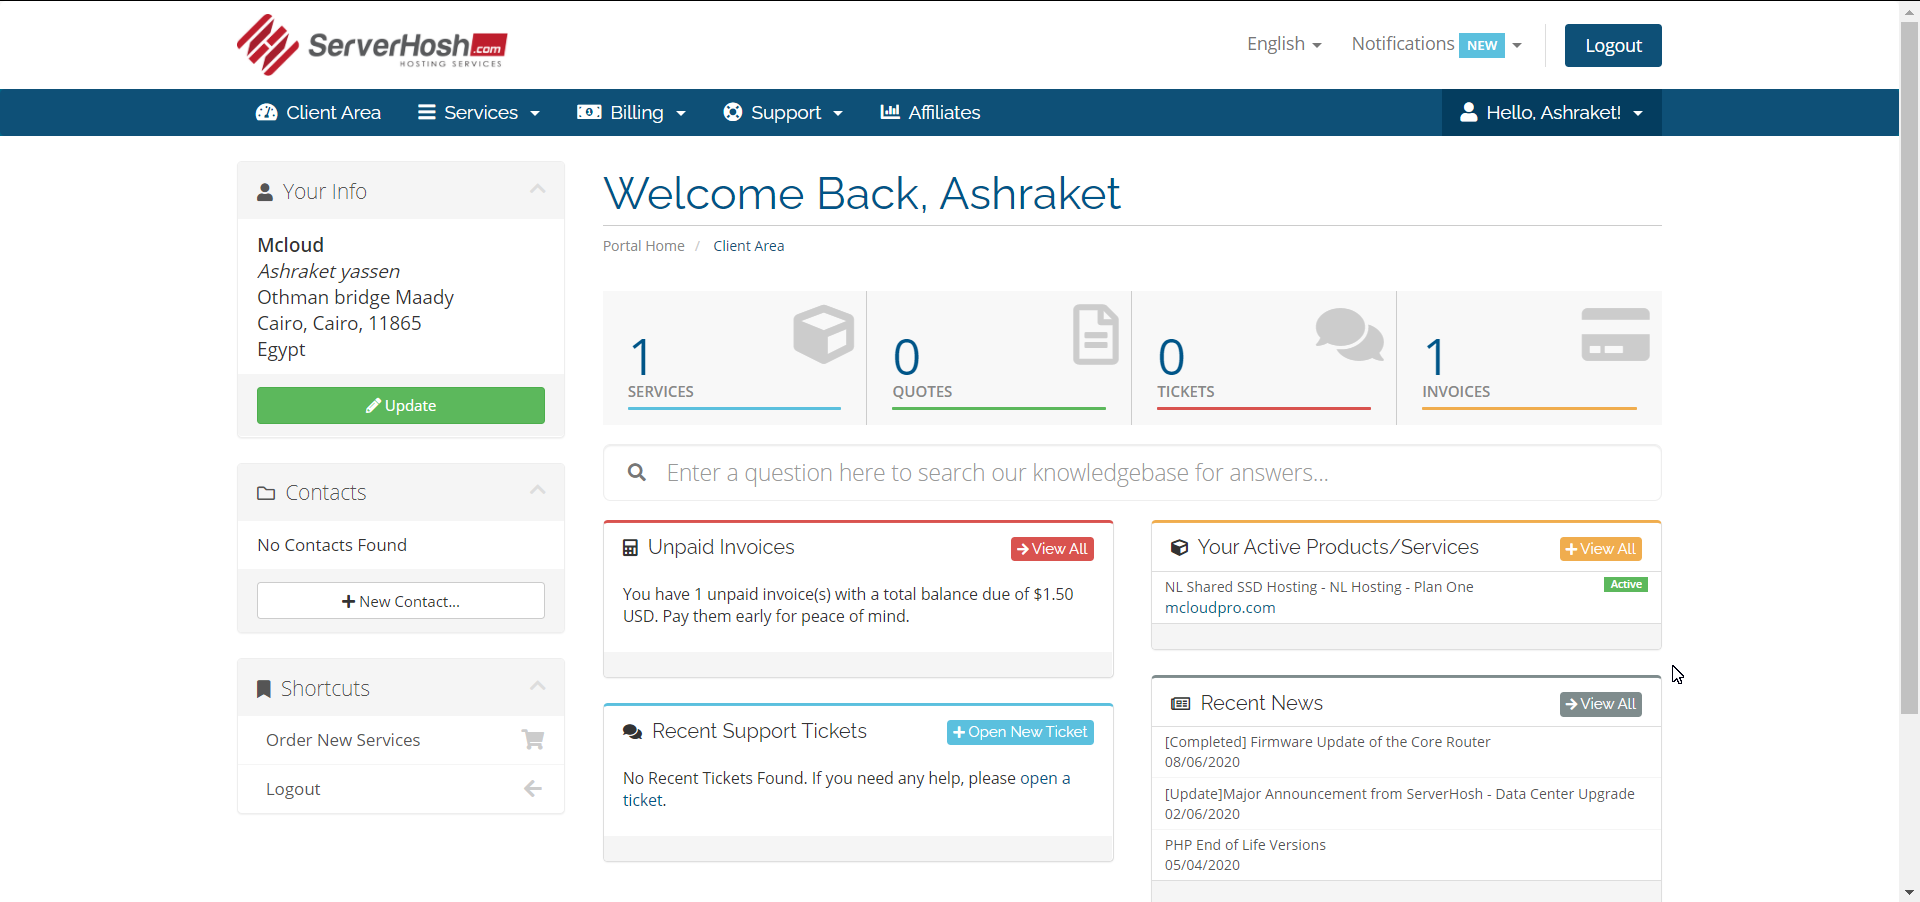 ServerHosh.com
HOSTING SERVICES
English
Notifications NEW
Logout
Client Area
Services
Billing
Support
Affiliates
Hello, Ashraket!
Your Info
Mcloud
Ashraket yassen
Othman bridge Maady
Cairo, Cairo, 11865
Egypt
Update
Contacts
No Contacts Found
New Contact...
Shortcuts
Order New Services
Logout
Welcome Back, Ashraket
Portal Home / Client Area
1
SERVICES
0
QUOTES
0
TICKETS
1
INVOICES
Enter a question here to search our knowledgebase for answers...
Unpaid Invoices
View All
You have 1 unpaid invoice(s) with a total balance due of $1.50
USD. Pay them early for peace of mind.
Recent Support Tickets
Open New Ticket
No Recent Tickets Found. If you need any help, please open a
ticket.
Your Active Products/Services
View All
NL Shared SSD Hosting - NL Hosting - Plan One
Active
mcloudpro.com
Recent News
View All
[Completed] Firmware Update of the Core Router
08/06/2020
[Update]Major Announcement from ServerHosh - Data Center Upgrade
02/06/2020
PHP End of Life Versions
05/04/2020